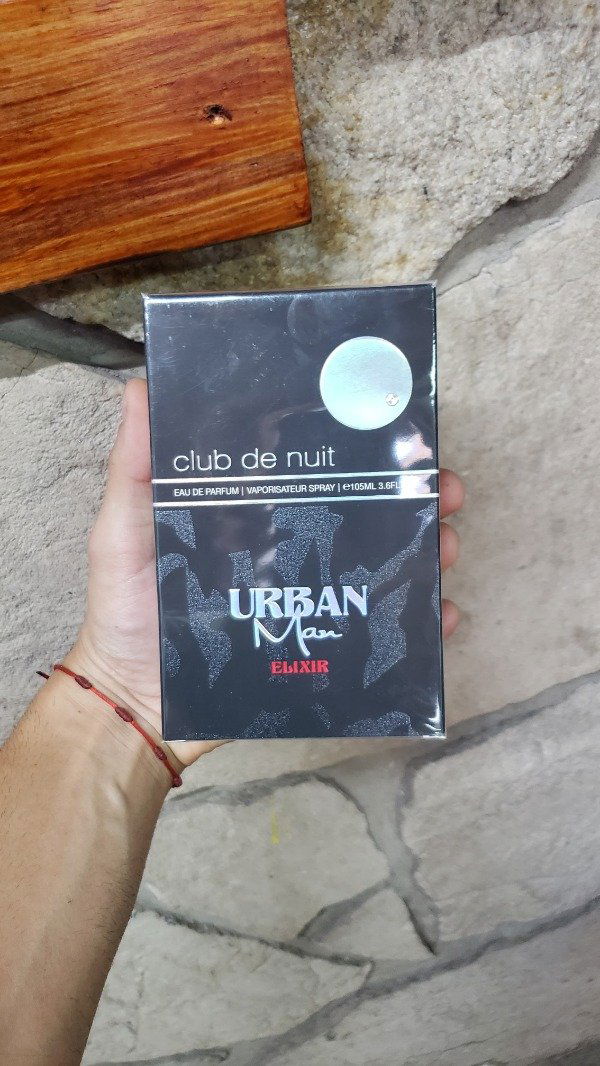 club de nuit
EAU DE PARFUM | VAPORISATEUR SPRAY | ℮105ML 3.6FL
URBAN
Man
ELIXIR